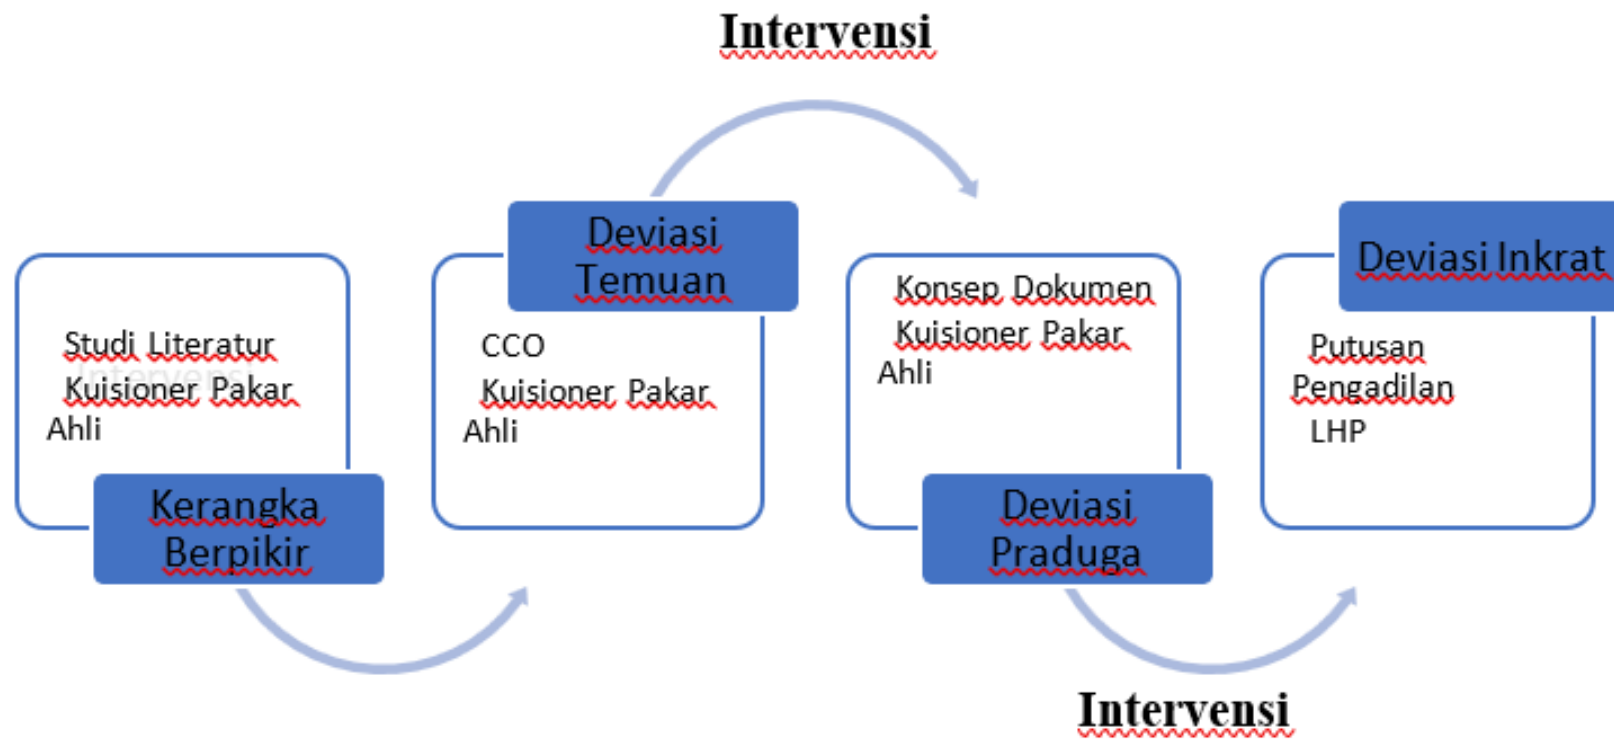 Intervensi
Studi Literatur
Intervensi
Kuisioner Pakar
Ahli
Kerangka
Berpikir
Deviasi
Temuan
CCO
Kuisioner Pakar
Ahli
Konsep Dokumen
Kuisioner Pakar
Ahli
Deviasi
Praduga
Deviasi Inkrat
Putusan
Pengadilan
LHP
Intervensi